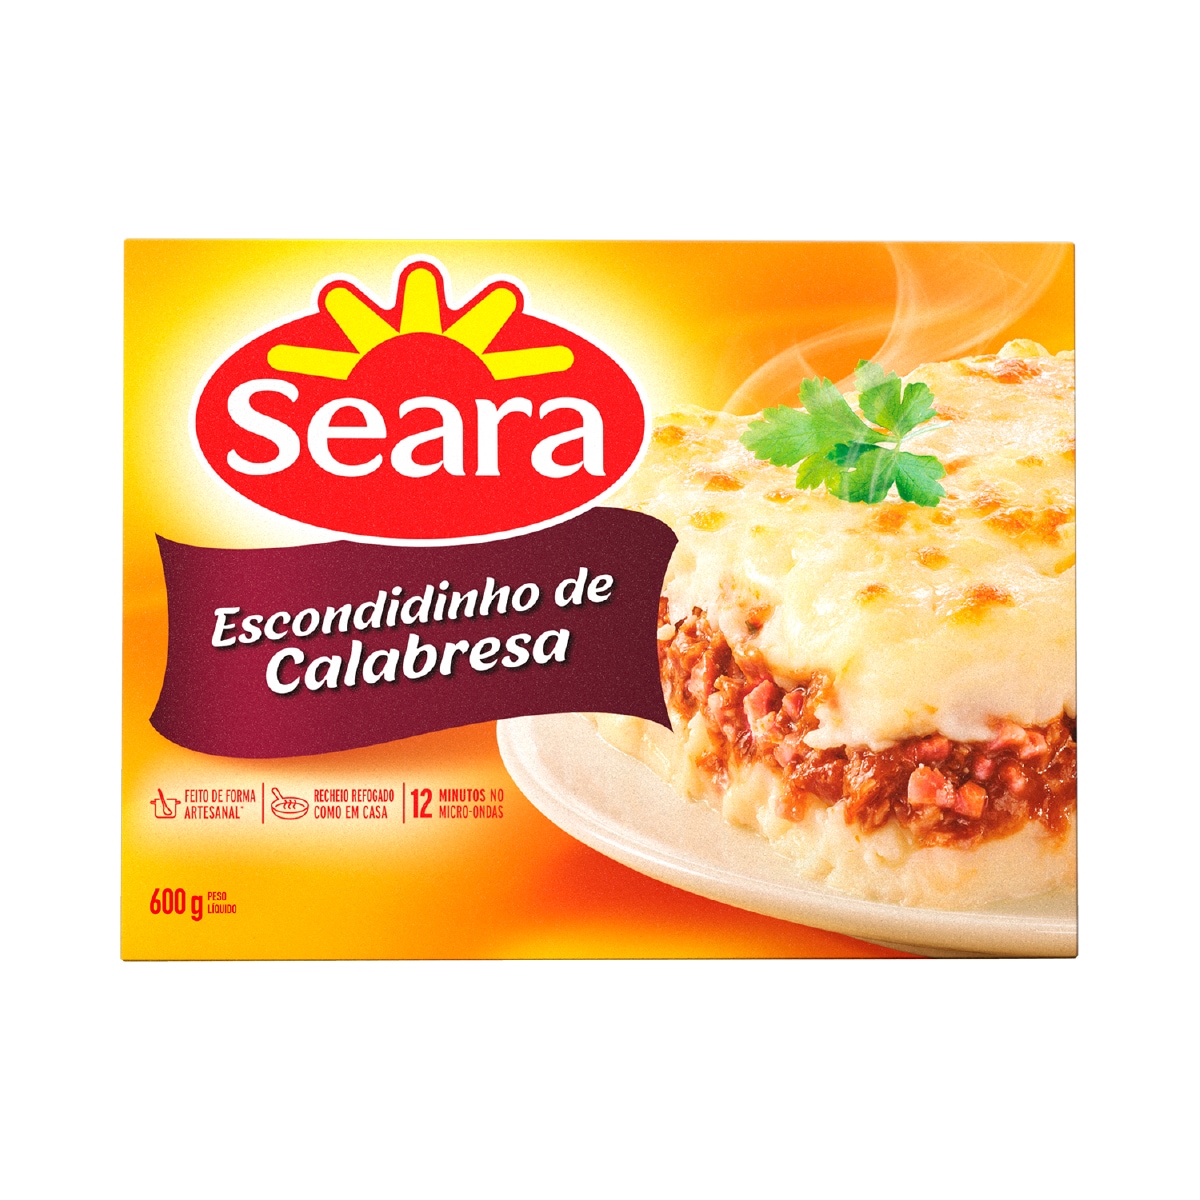 Seara
Escondidinho de
Calabresa
FEITO DE FORMA
ARTESANAL*
RECHEIO REFOGADO
COMO EM CASA
12 MINUTOS NO
MICRO-ONDAS
600 g PESO
LÍQUIDO